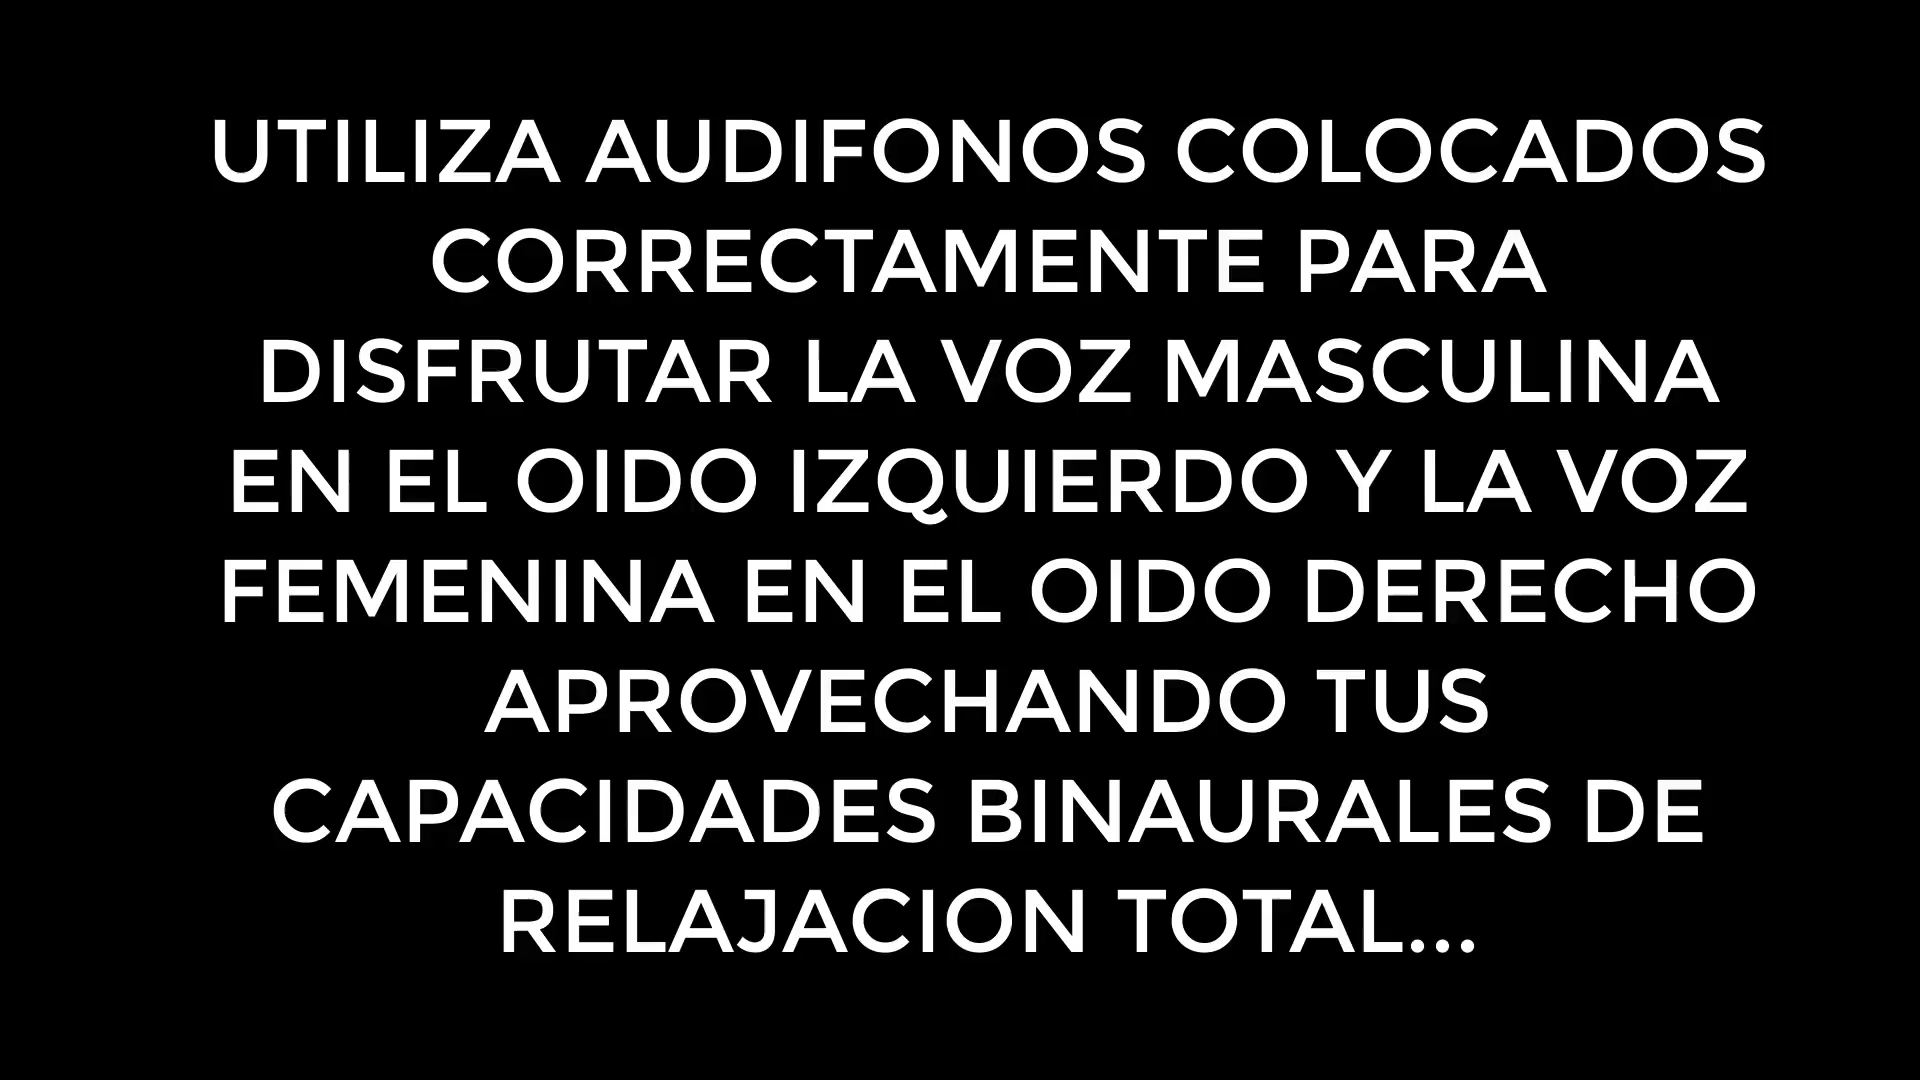 UTILIZA AUDIFONOS COLOCADOS
CORRECTAMENTE PARA
DISFRUTAR LA VOZ MASCULINA
EN EL OIDO IZQUIERDO Y LA VOZ
FEMENINA EN EL OIDO DERECHO
APROVECHANDO TUS
CAPACIDADES BINAURALES DE
RELAJACION TOTAL...